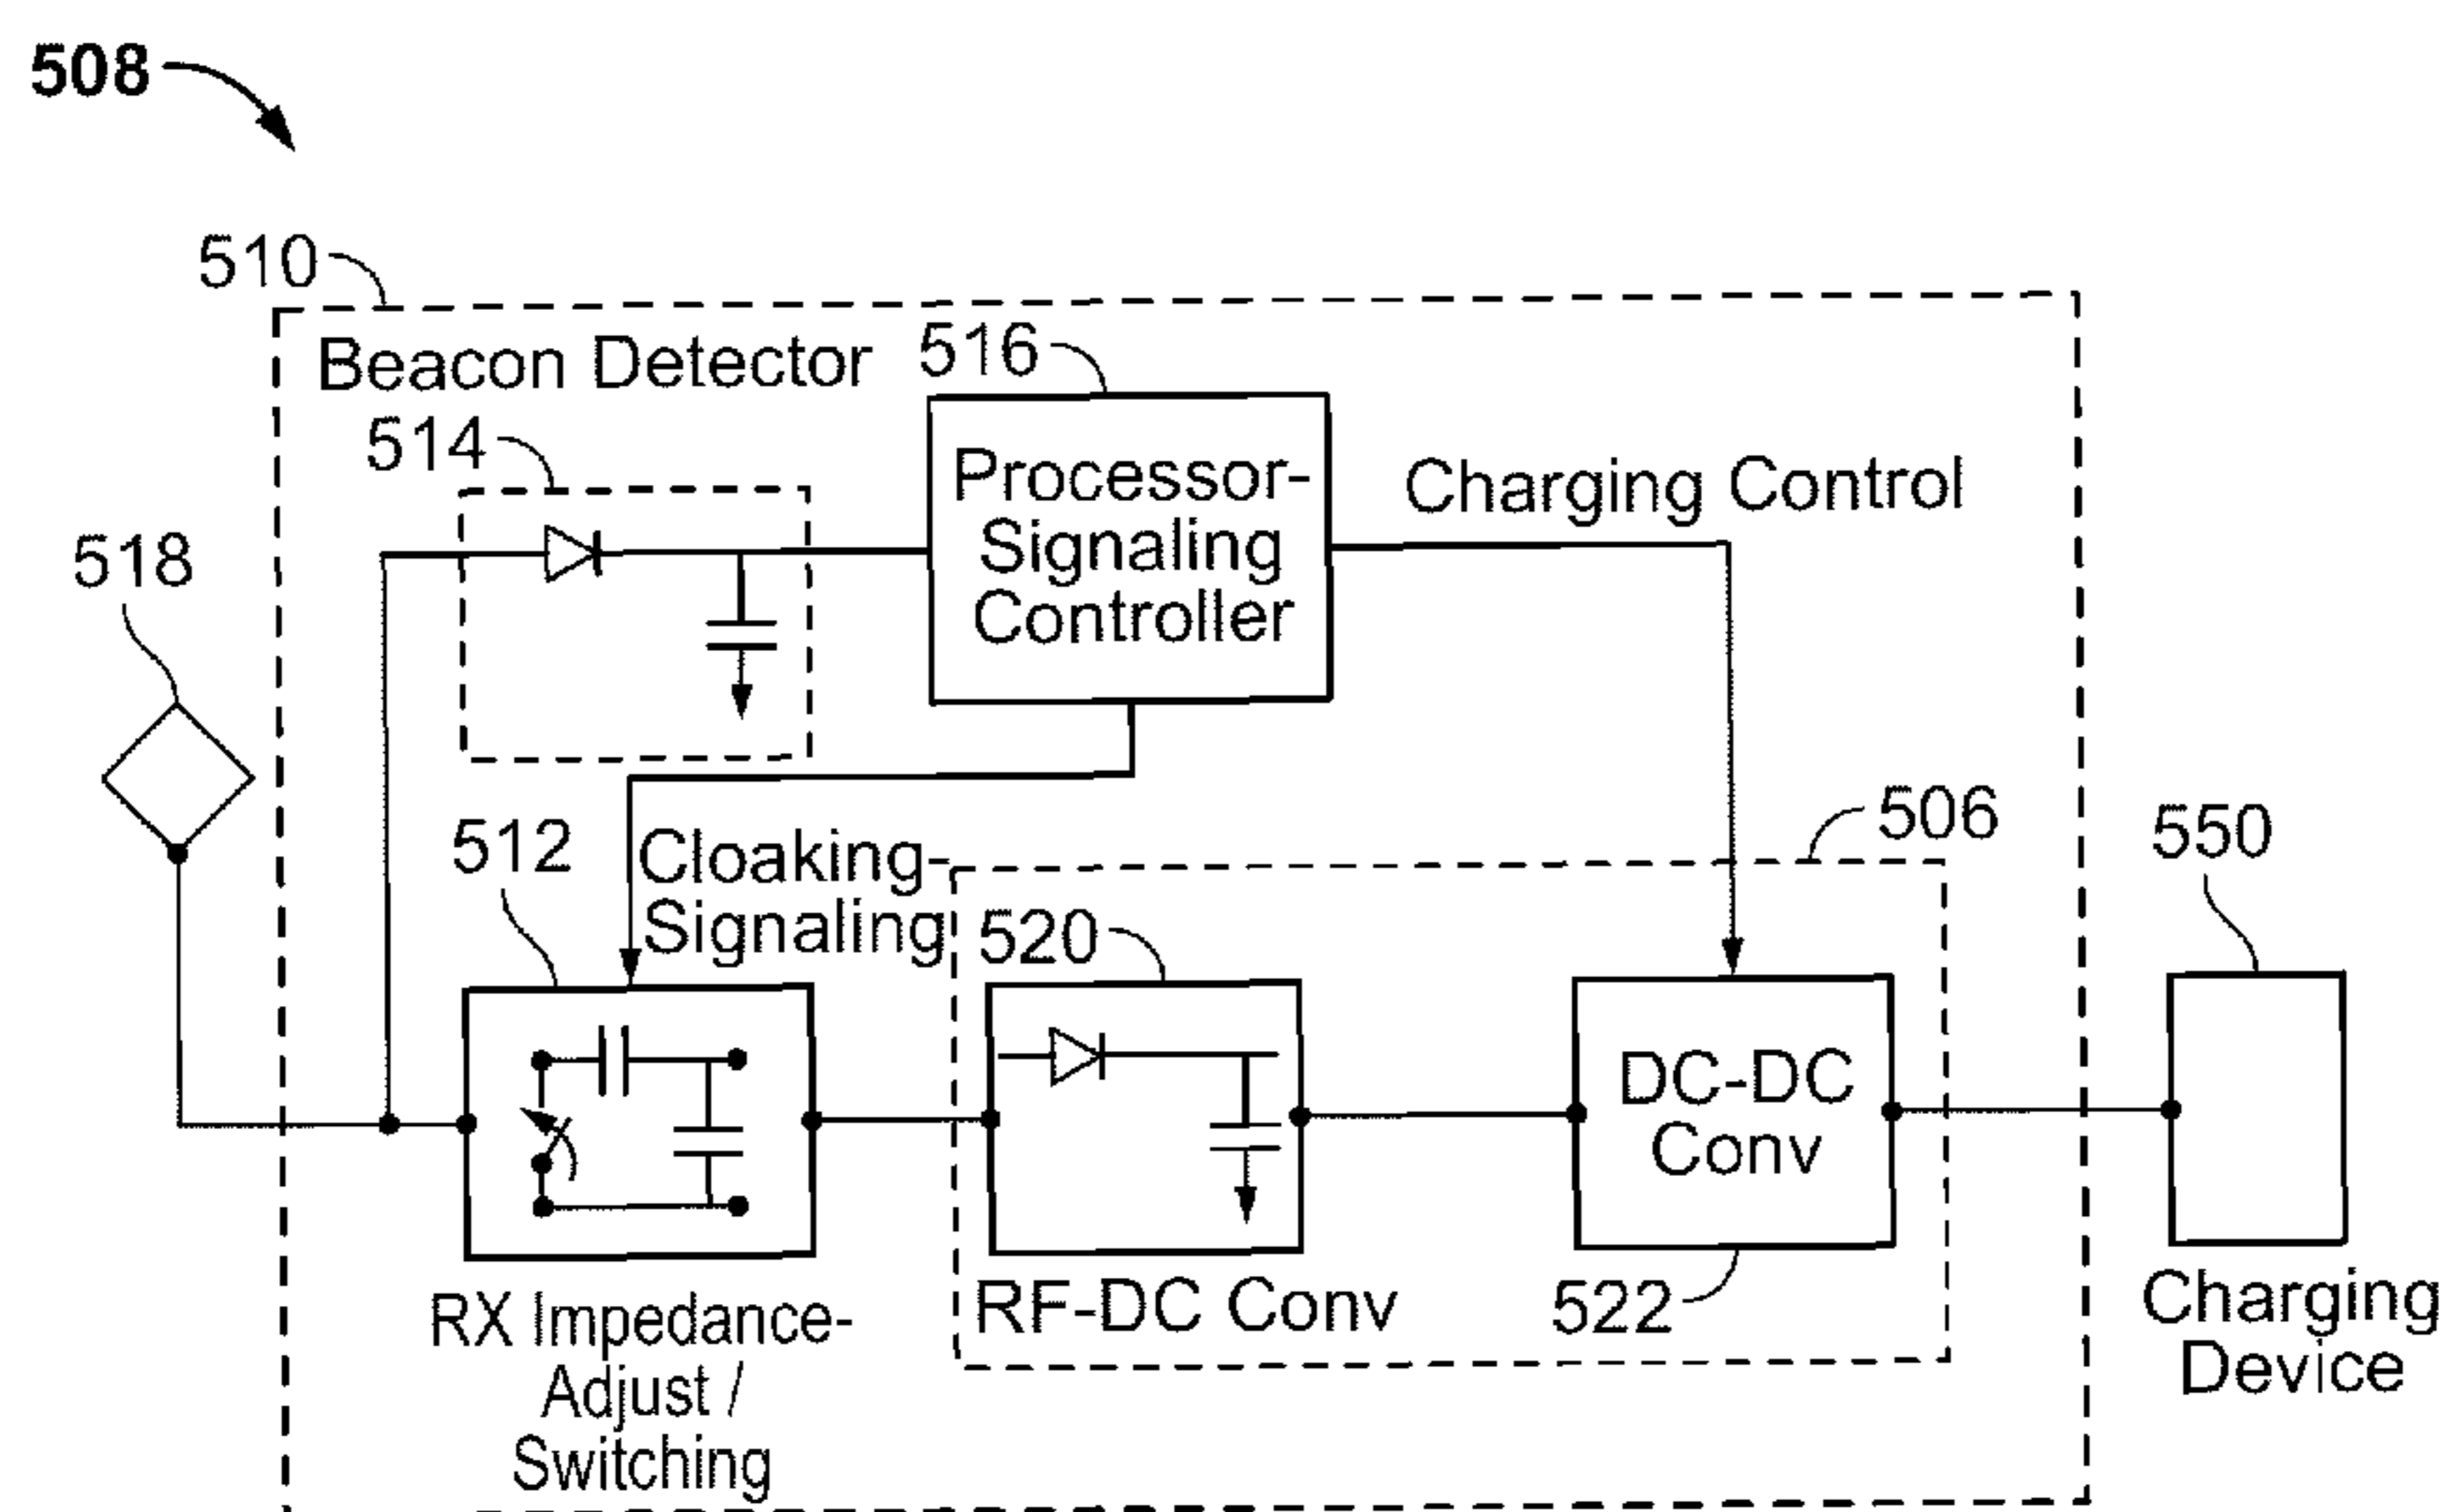 508
510
Beacon Detector
516
514
Processor-
Signaling
Controller
Charging Control
518
512
Cloaking-
Signaling
506
550
520
DC-DC
Conv
RX Impedance-
Adjust /
Switching
RF-DC Conv
522
Charging
Device